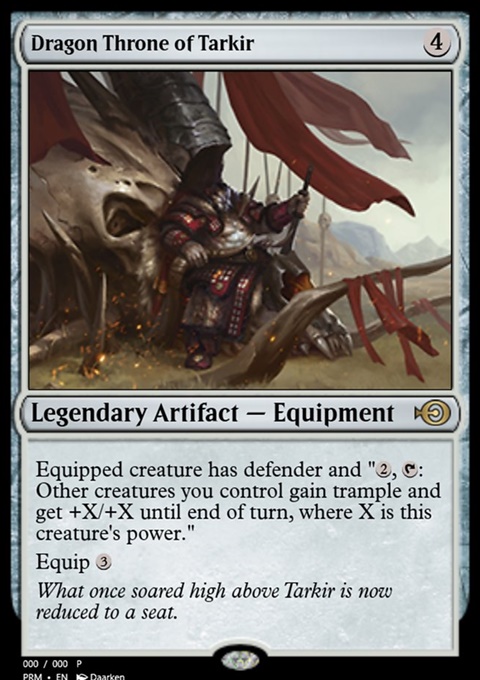 Dragon Throne of Tarkir 4
Legendary Artifact — Equipment
Equipped creature has defender and "2, T:
Other creatures you control gain trample and
get +X/+X until end of turn, where X is this
creature's power."
Equip 3
What once soared high above Tarkir is now
reduced to a seat.
000 / 000 P
PRM • EN Daarken